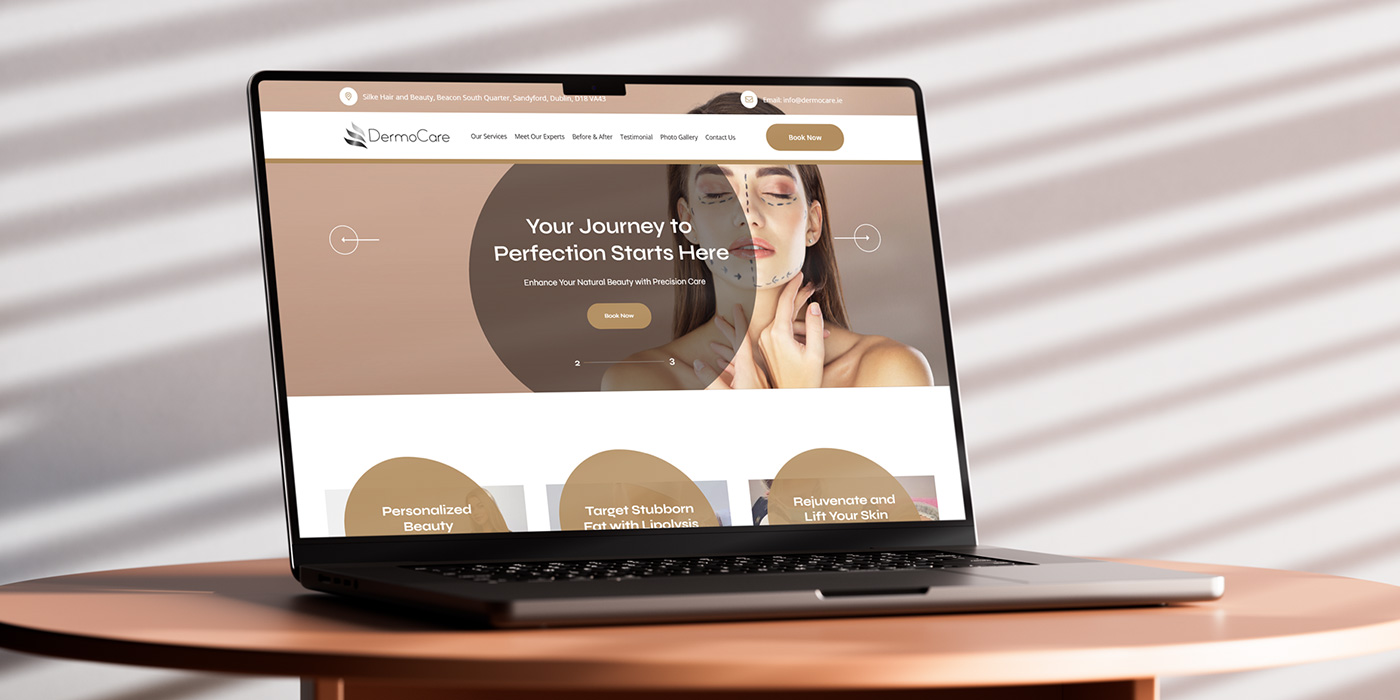 Silke Hair and Beauty, Beacon South Quarter, Sandyford, Dublin, D18 VA43
Email: info@dermocare.ie
DermoCare
Our Services Meet Our Experts Before & After Testimonial Photo Gallery Contact Us
Book Now
Your Journey to
Perfection Starts Here
Enhance Your Natural Beauty with Precision Care
Book Now
2 3
Personalized
Beauty
Target Stubborn
Fat with Lipolysis
Rejuvenate and
Lift Your Skin